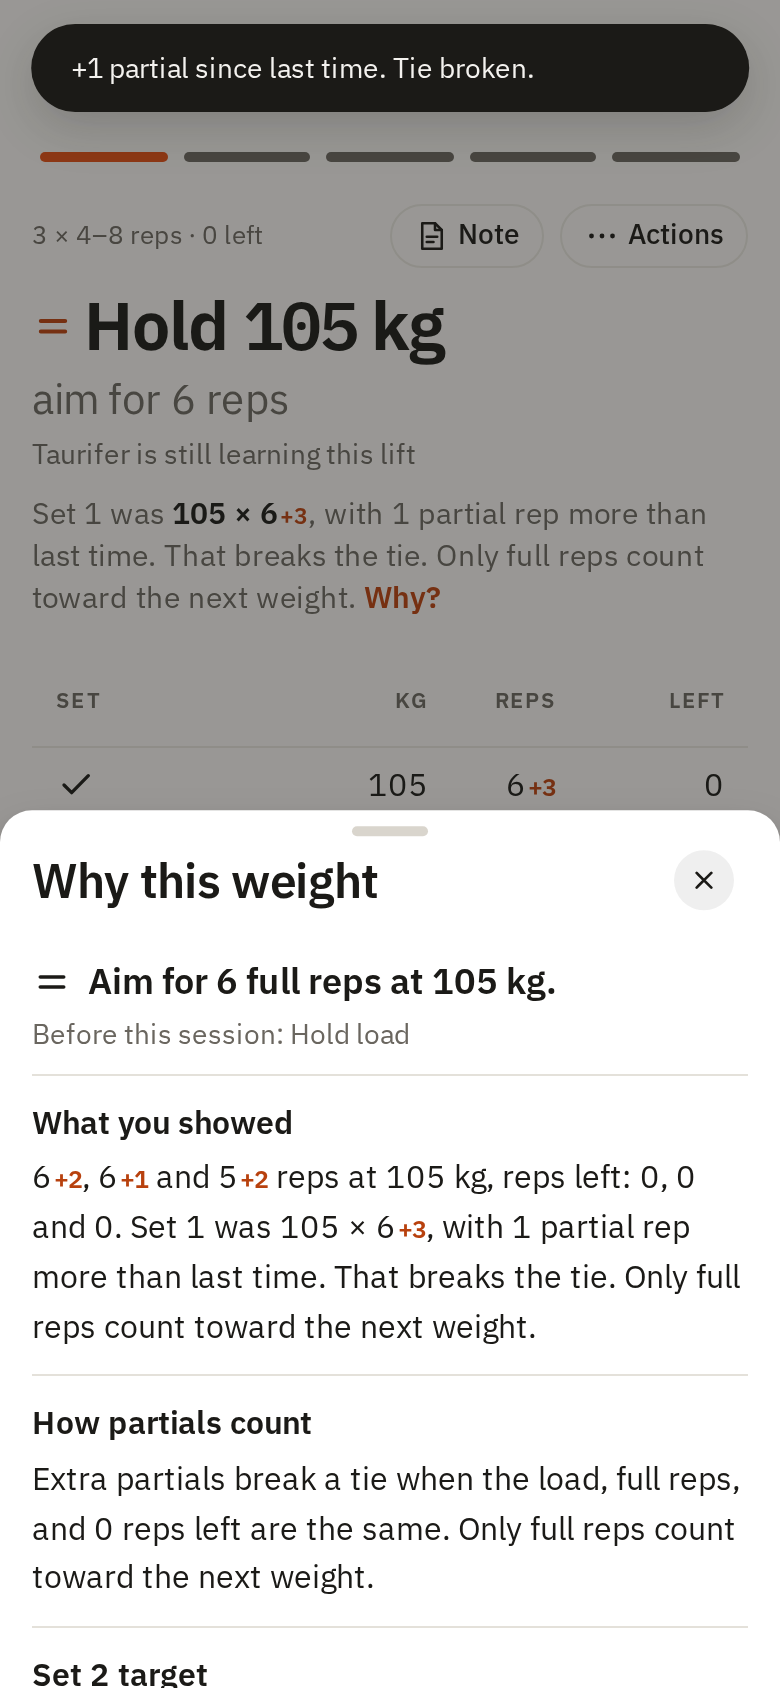 +1 partial since last time. Tie broken.
3 × 4–8 reps · 0 left
Note
··· Actions
= Hold 105 kg
aim for 6 reps
Taurifer is still learning this lift
Set 1 was 105 × 6 +3, with 1 partial rep more than
last time. That breaks the tie. Only full reps count
toward the next weight. Why?
SET KG REPS LEFT
✓ 105 6 +3 0
Why this weight
= Aim for 6 full reps at 105 kg.
Before this session: Hold load
What you showed
6 +2, 6 +1 and 5 +2 reps at 105 kg, reps left: 0, 0
and 0. Set 1 was 105 × 6 +3, with 1 partial rep
more than last time. That breaks the tie. Only full
reps count toward the next weight.
How partials count
Extra partials break a tie when the load, full reps,
and 0 reps left are the same. Only full reps count
toward the next weight.
Set 2 target